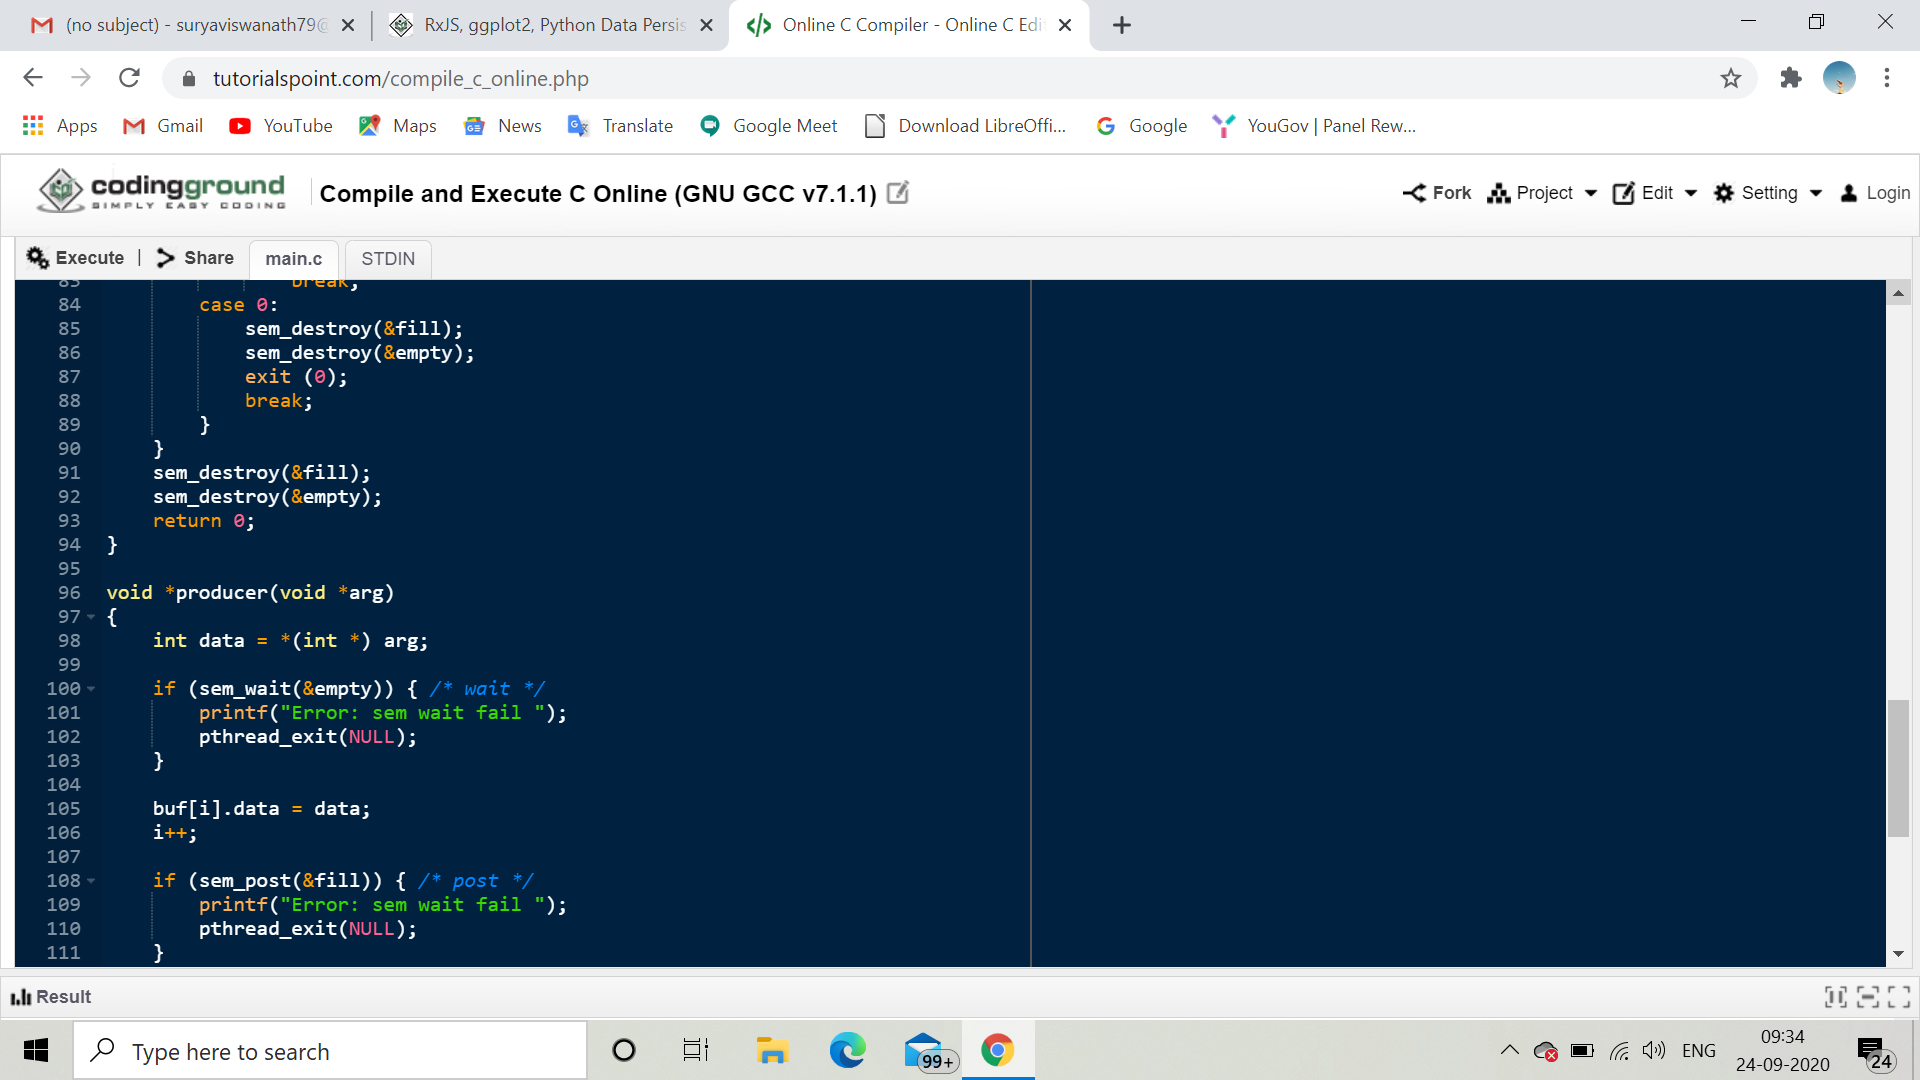 (no subject) - suryaviswanath79@
RxJS, ggplot2, Python Data Persis
Online C Compiler - Online C Edi
tutorialspoint.com/compile_c_online.php
Apps
Gmail
YouTube
Maps
News
Translate
Google Meet
Download LibreOffi...
Google
YouGov | Panel Rew...
codingground
SIMPLY EASY CODING
Compile and Execute C Online (GNU GCC v7.1.1)
Fork
Project
Edit
Setting
Login
Execute | Share
main.c
STDIN
83 break;
84 case 0:
85 sem_destroy(&fill);
86 sem_destroy(&empty);
87 exit (0);
88 break;
89 }
90 }
91 sem_destroy(&fill);
92 sem_destroy(&empty);
93 return 0;
94 }
95
96 void *producer(void *arg)
97 {
98 int data = *(int *) arg;
99
100 if (sem_wait(&empty)) { /* wait */
101 printf("Error: sem wait fail ");
102 pthread_exit(NULL);
103 }
104
105 buf[i].data = data;
106 i++;
107
108 if (sem_post(&fill)) { /* post */
109 printf("Error: sem wait fail ");
110 pthread_exit(NULL);
111 }
Result
Type here to search
99+
ENG
09:34
24-09-2020
24